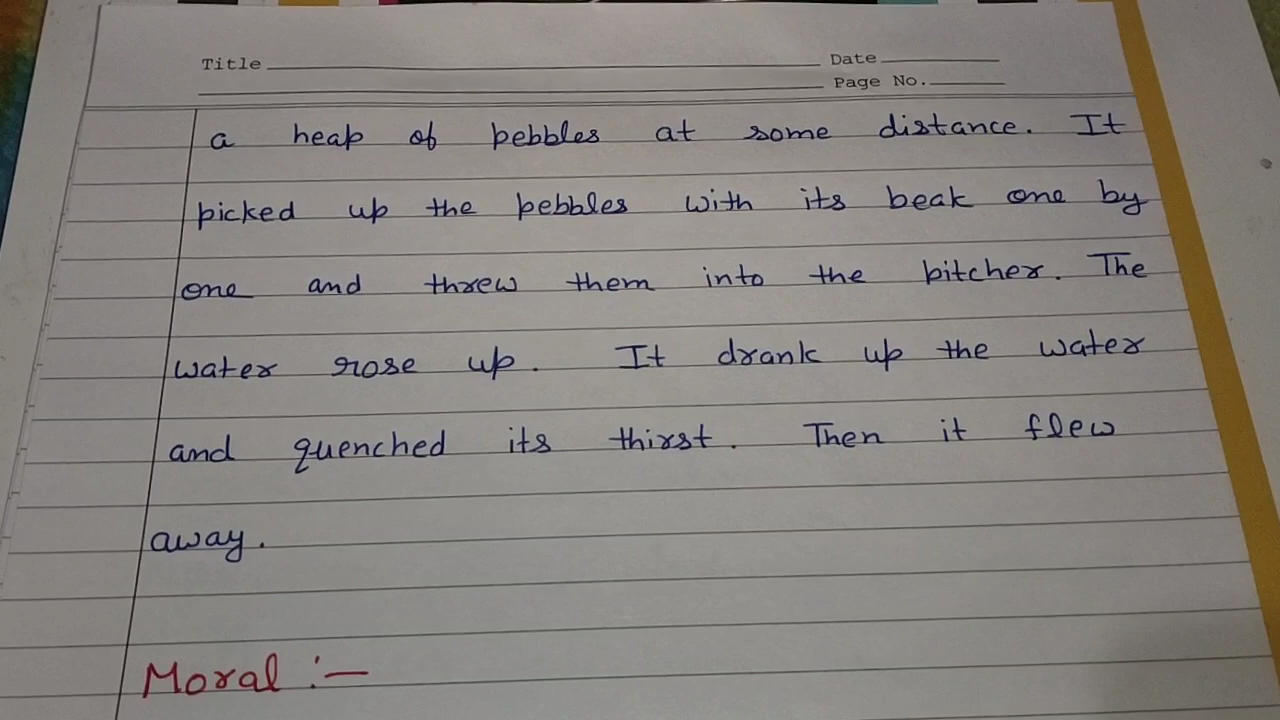 Title
Date
Page No.
a heap of pebbles at some distance. It
picked up the pebbles with its beak one by
one and threw them into the pitcher. The
water rose up. It drank up the water
and quenched its thirst. Then it flew
away.
Moral :-